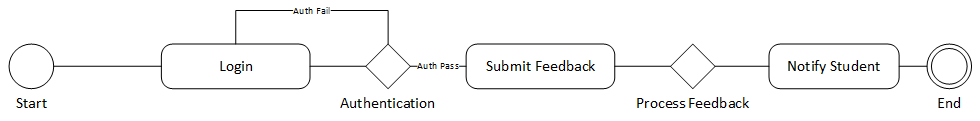 Auth Fail
Login
Auth Pass
Submit Feedback
Notify Student
Start
Authentication
Process Feedback
End